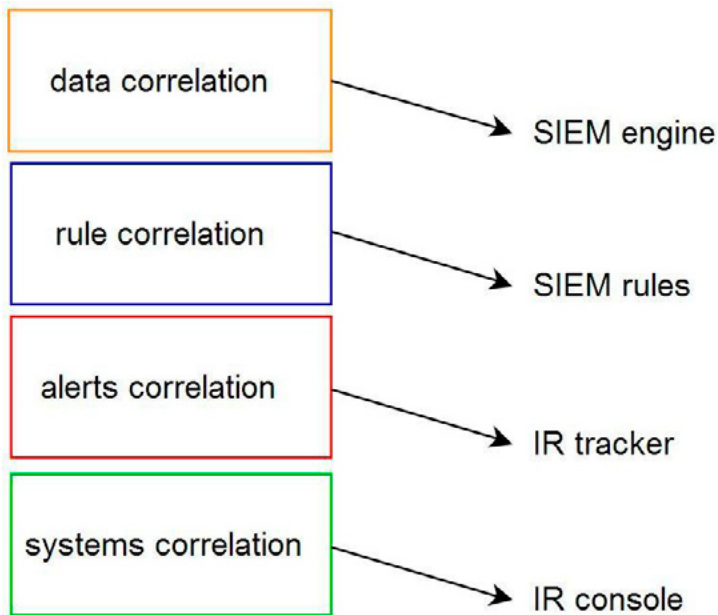 data correlation
SIEM engine
rule correlation
SIEM rules
alerts correlation
IR tracker
systems correlation
IR console